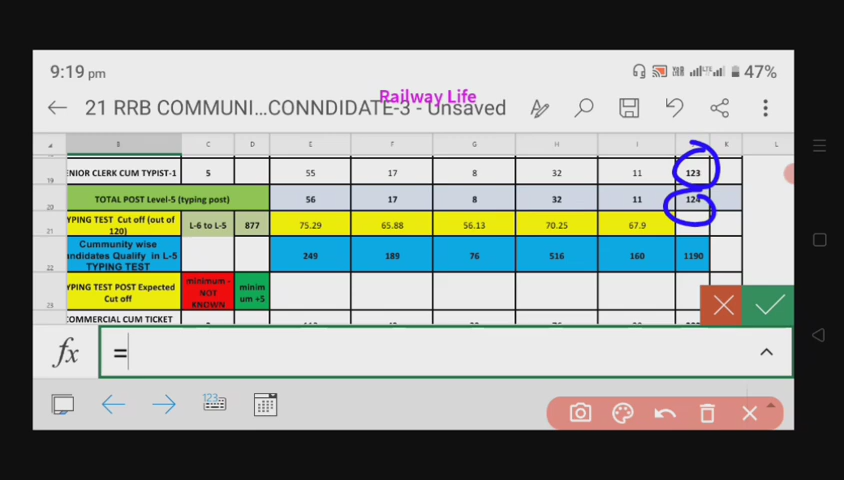 9:19 pm 47%
Railway Life
21 RRB COMMUNI...CONNDIDATE-3 - Unsaved
B C D E F G H I K L
19 ENIOR CLERK CUM TYPIST-1 5 55 17 8 32 11 123
20 TOTAL POST Level-5 (typing post) 56 17 8 32 11 124
21 YPING TEST Cut off (out of 120) L-6 to L-5 877 75.29 65.88 56.13 70.25 67.9
22 Cummunity wise ndidates Qualify in L-5 TYPING TEST 249 189 76 516 160 1190
23 YPING TEST POST Expected Cut off minimum - NOT KNOWN minim um +5
COMMERCIAL CUM TICKET
fx =
123